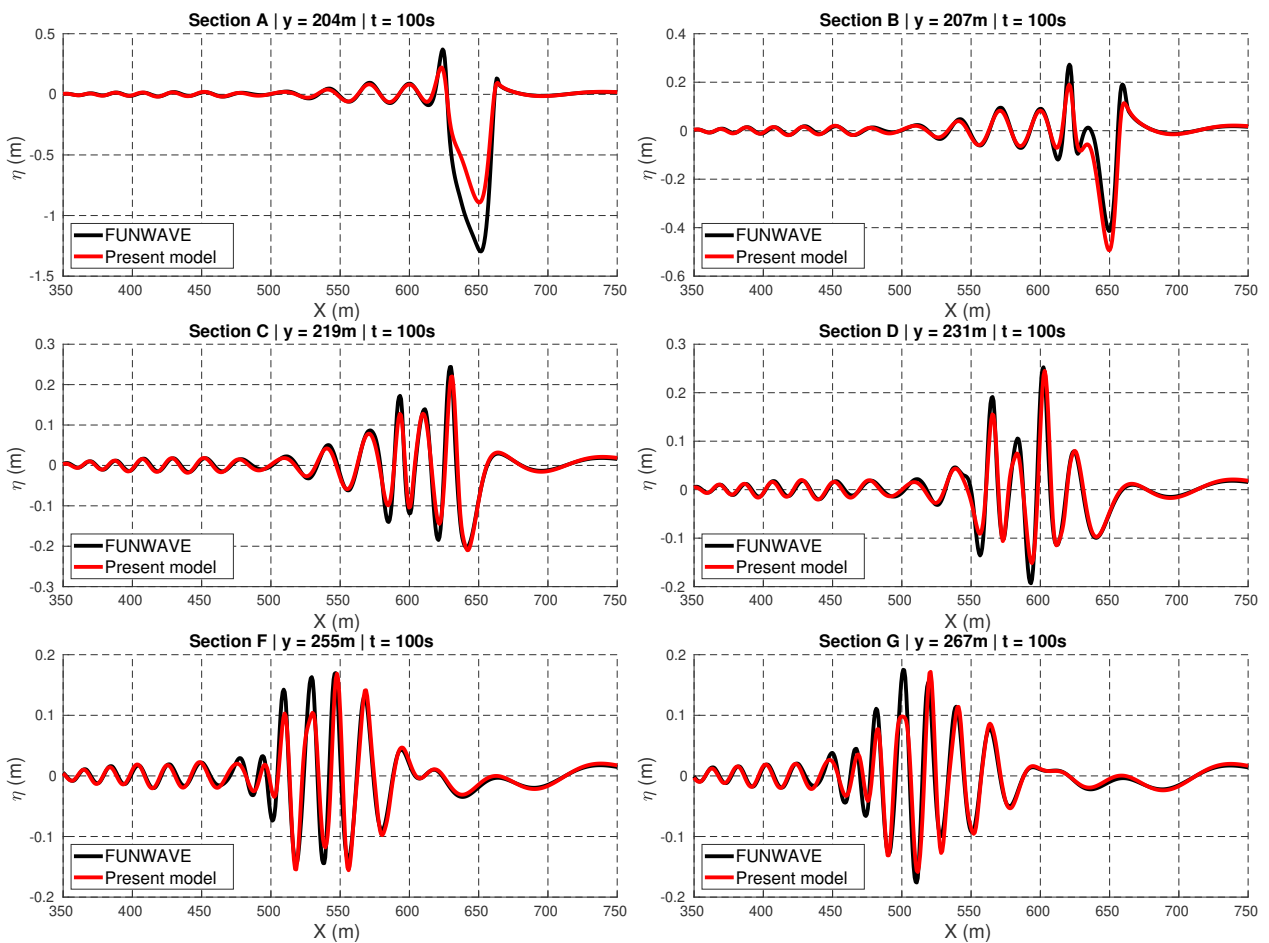 Section A | y = 204m | t = 100s
0.5
0
-0.5
-1
-1.5
η (m)
FUNWAVE
Present model
350 400 450 500 550 600 650 700 750
X (m)
Section B | y = 207m | t = 100s
0.4
0.2
0
-0.2
-0.4
-0.6
η (m)
FUNWAVE
Present model
350 400 450 500 550 600 650 700 750
X (m)
Section C | y = 219m | t = 100s
0.3
0.2
0.1
0
-0.1
-0.2
-0.3
η (m)
FUNWAVE
Present model
350 400 450 500 550 600 650 700 750
X (m)
Section D | y = 231m | t = 100s
0.3
0.2
0.1
0
-0.1
-0.2
η (m)
FUNWAVE
Present model
350 400 450 500 550 600 650 700 750
X (m)
Section F | y = 255m | t = 100s
0.2
0.1
0
-0.1
-0.2
η (m)
FUNWAVE
Present model
350 400 450 500 550 600 650 700 750
X (m)
Section G | y = 267m | t = 100s
0.2
0.1
0
-0.1
-0.2
η (m)
FUNWAVE
Present model
350 400 450 500 550 600 650 700 750
X (m)